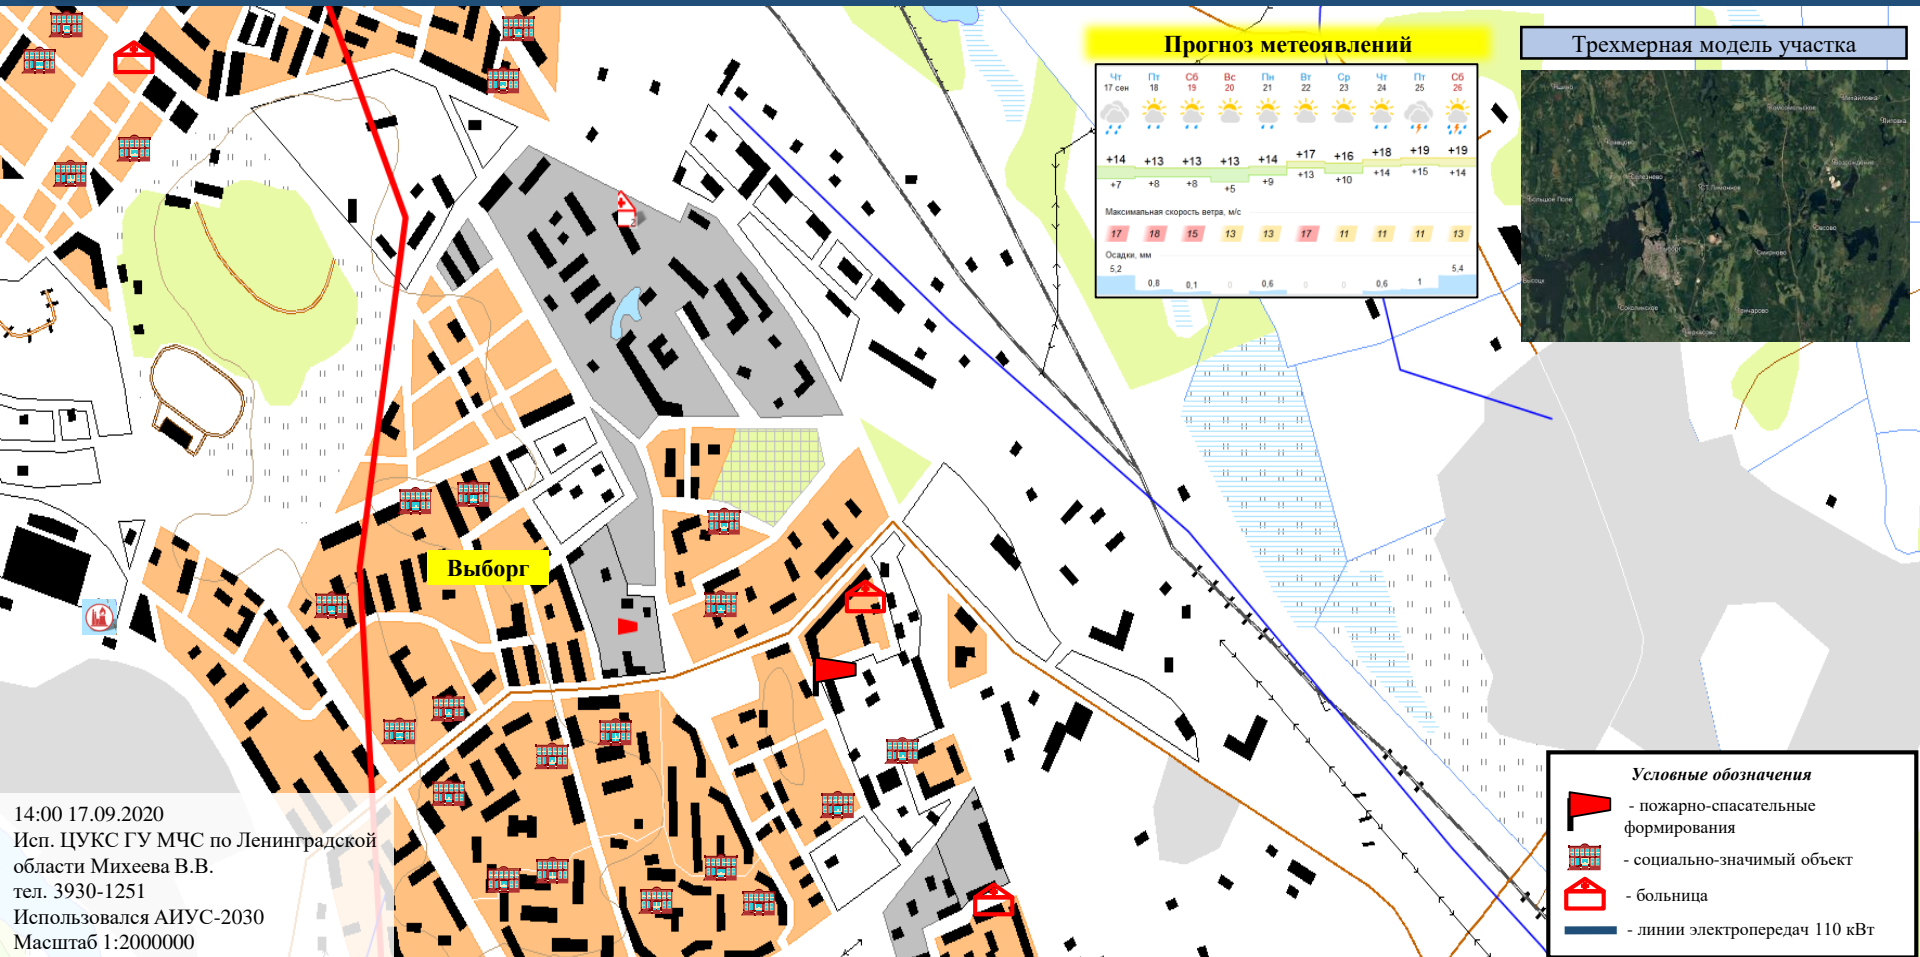 Прогноз метеоявлений
Чт Пт Сб Вс Пн Вт Ср Чт Пт Сб
17 сен 18 19 20 21 22 23 24 25 26
+14 +13 +13 +13 +14 +17 +16 +18 +19 +19
+7 +8 +8 +5 +9 +13 +10 +14 +15 +14
Максимальная скорость ветра, м/с
17 18 15 13 13 17 11 11 11 13
Осадки, мм
5,2 0,8 0,1 0 0,6 0 0 0,6 1 5,4
Трехмерная модель участка
Выборг
14:00 17.09.2020
Исп. ЦУКС ГУ МЧС по Ленинградской
области Михеева В.В.
тел. 3930-1251
Использовался АИУС-2030
Масштаб 1:2000000
Условные обозначения
- пожарно-спасательные
формирования
- социально-значимый объект
- больница
- линии электропередач 110 кВт